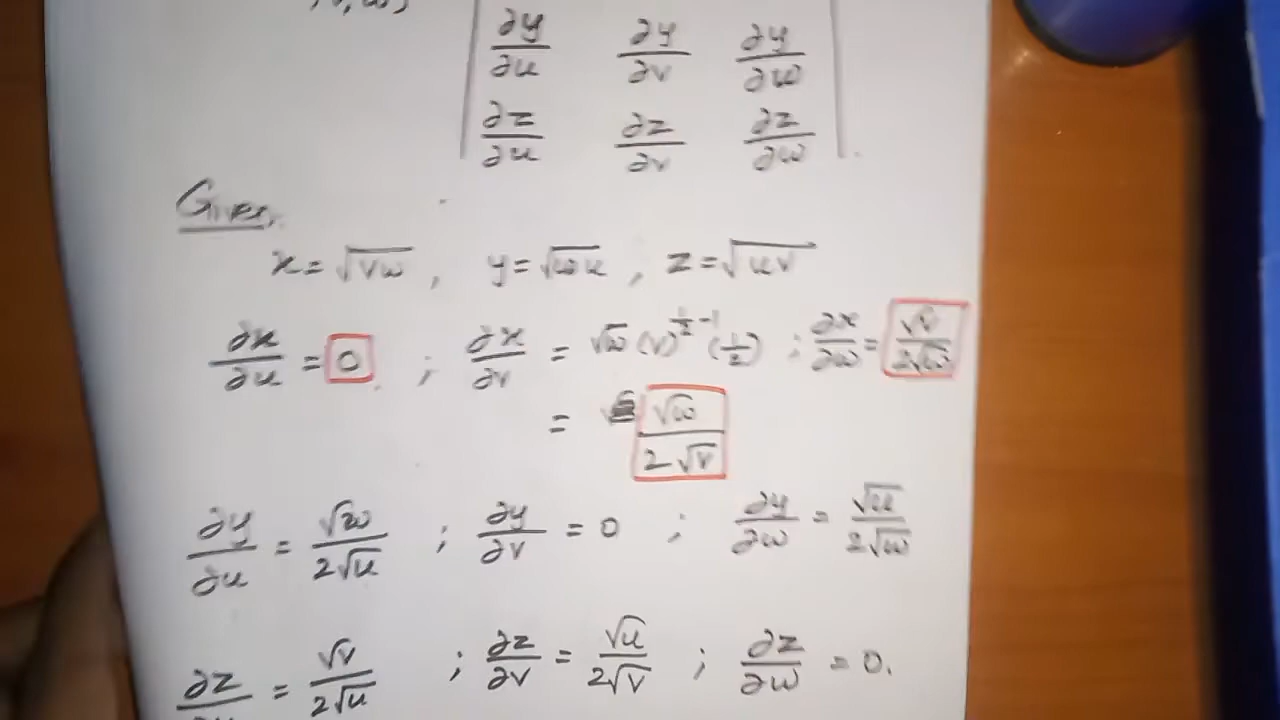 , v, w)
∂y/∂u ∂y/∂v ∂y/∂w
∂z/∂u ∂z/∂v ∂z/∂w .
Given,
x = √vw , y = √wu , z = √uv
∂x/∂u = 0 ; ∂x/∂v = √w (v)^(1/2 - 1) (1/2) ; ∂x/∂w = √v/2√w
= √w/2√v
∂y/∂u = √w/2√u ; ∂y/∂v = 0 ; ∂y/∂w = √u/2√w
∂z/∂u = √v/2√u ; ∂z/∂v = √u/2√v ; ∂z/∂w = 0.